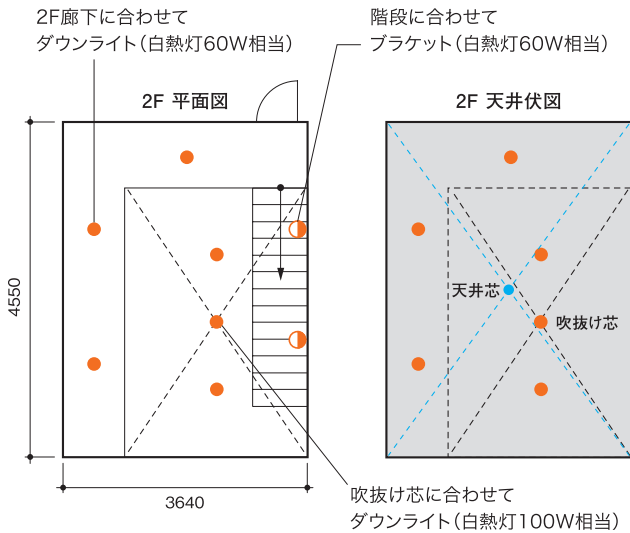 2F廊下に合わせて
ダウンライト（白熱灯60W相当）
階段に合わせて
ブラケット（白熱灯60W相当）
2F 平面図
2F 天井伏図
4550
天井芯
吹抜け芯
3640
吹抜け芯に合わせて
ダウンライト（白熱灯100W相当）